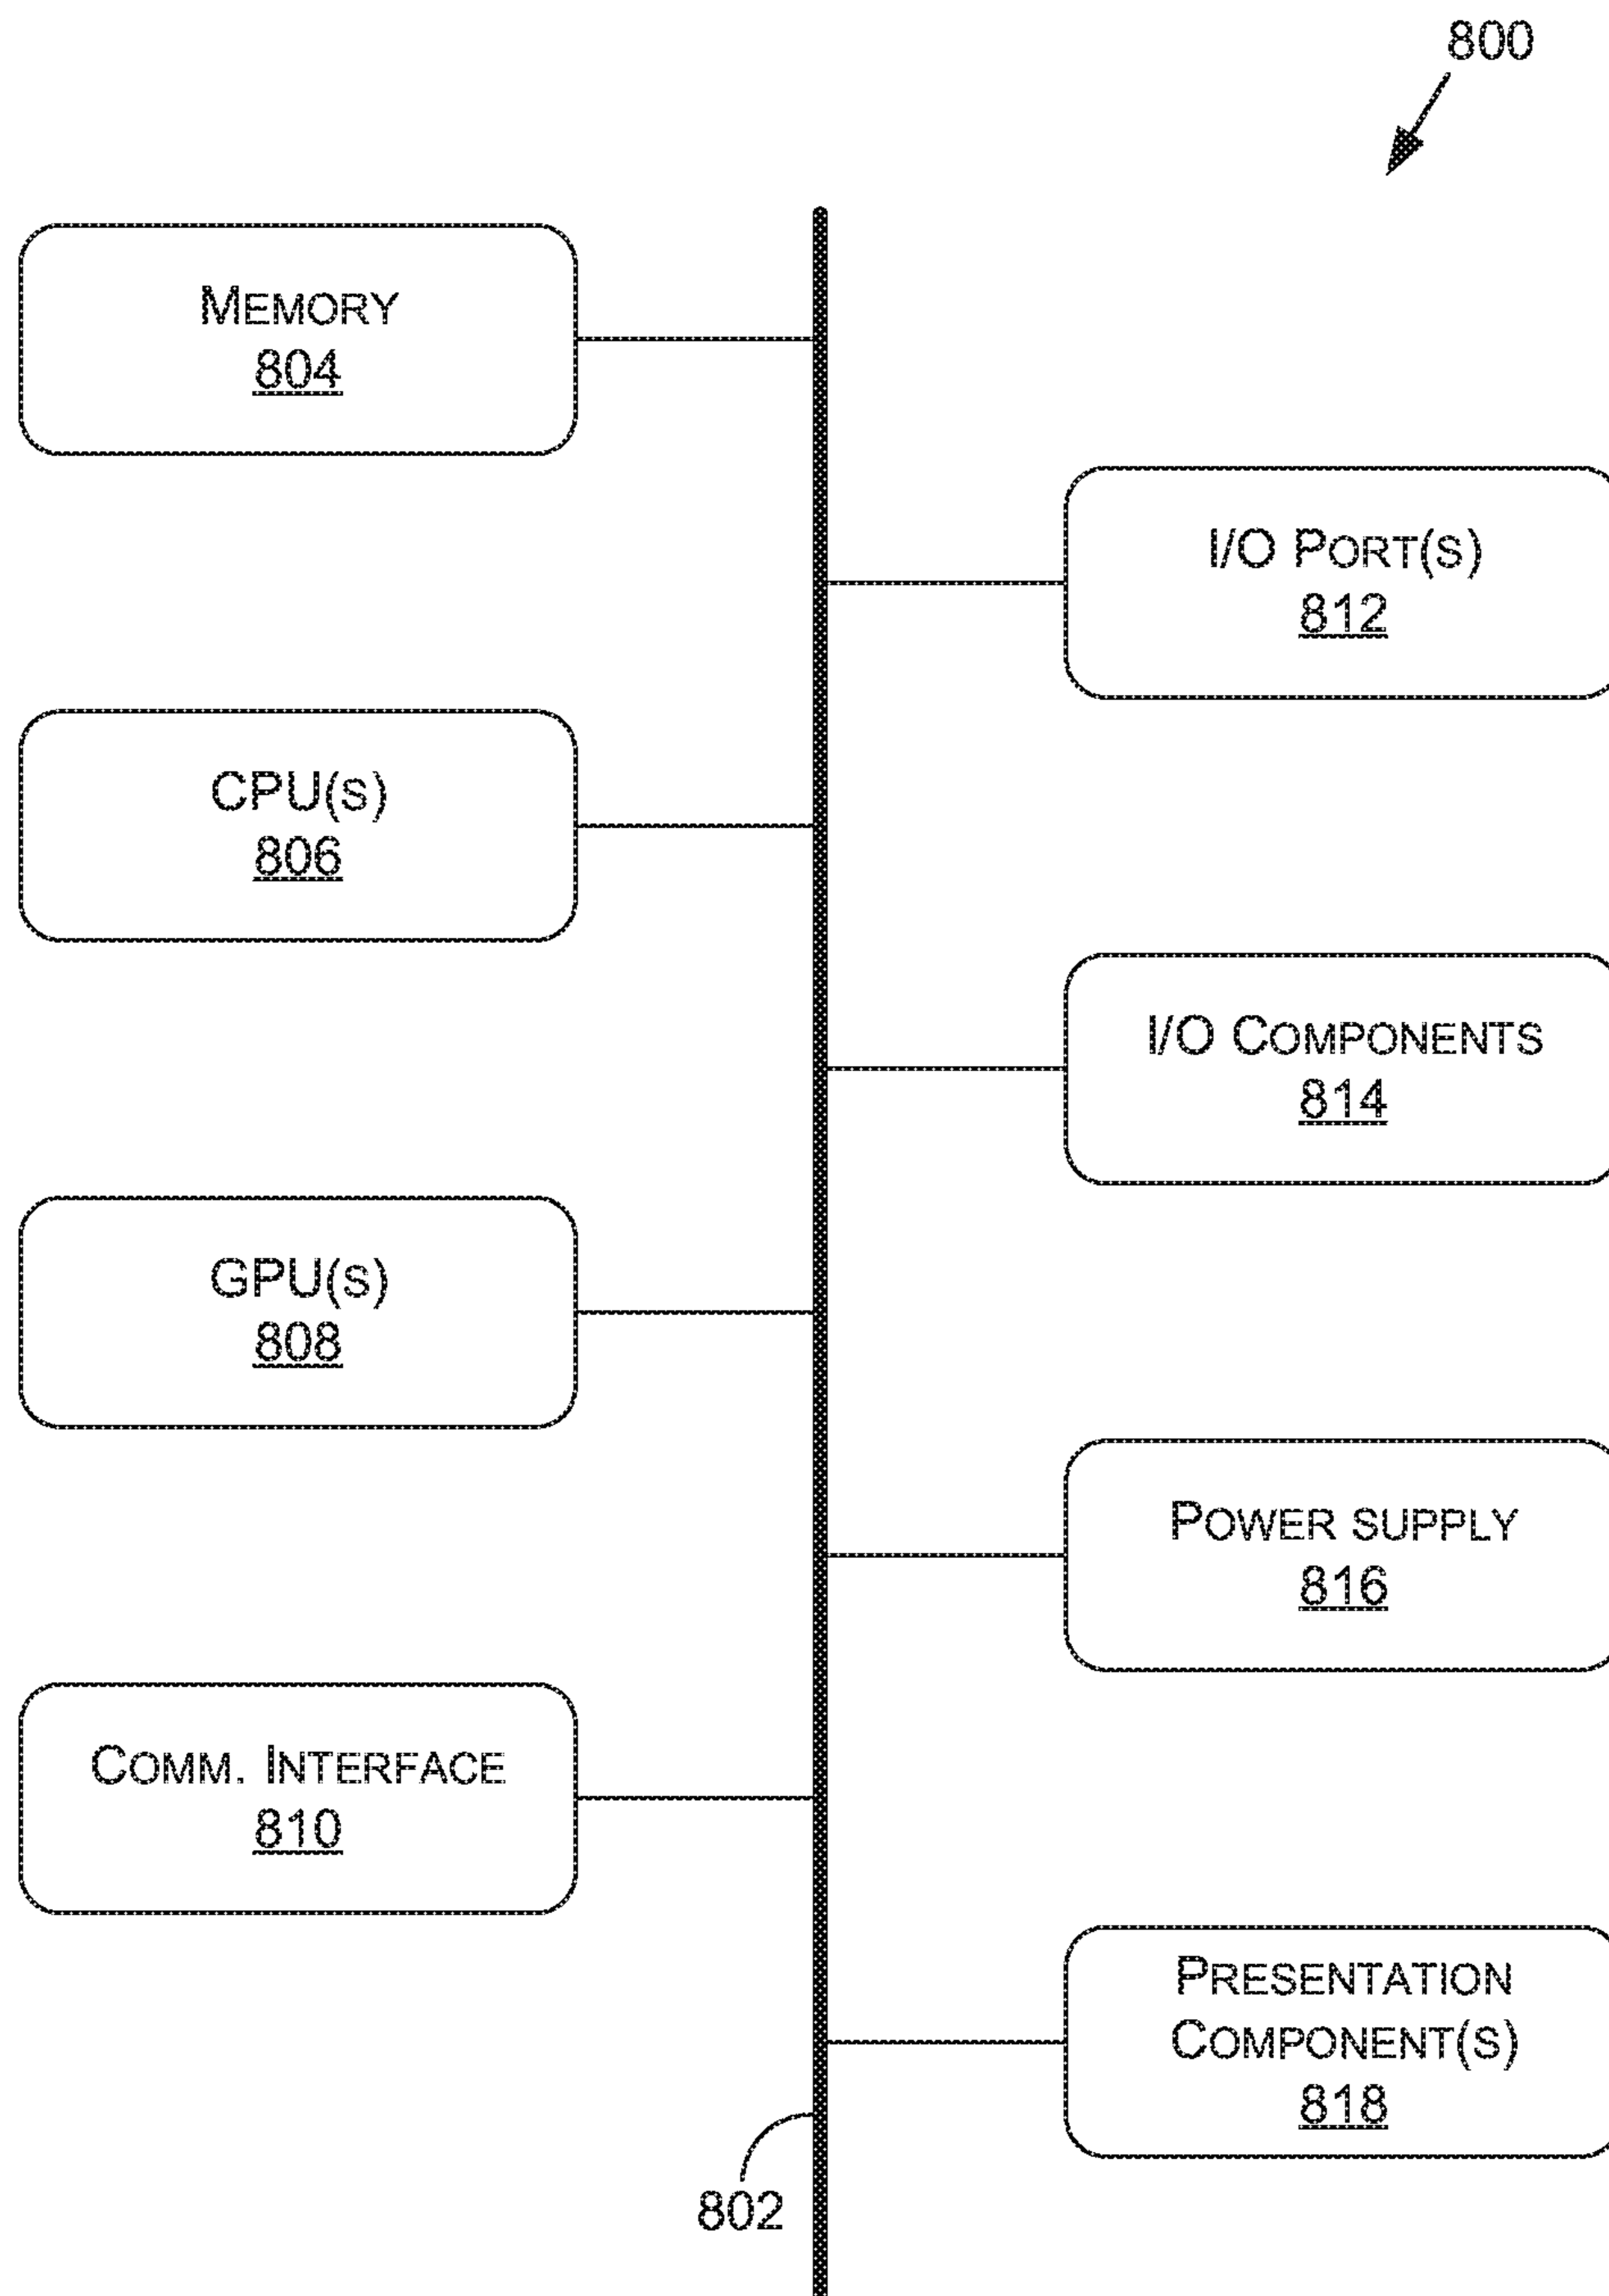 800
MEMORY
804
I/O PORT(S)
812
CPU(S)
806
I/O COMPONENTS
814
GPU(S)
808
POWER SUPPLY
816
COMM. INTERFACE
810
PRESENTATION
COMPONENT(S)
818
802